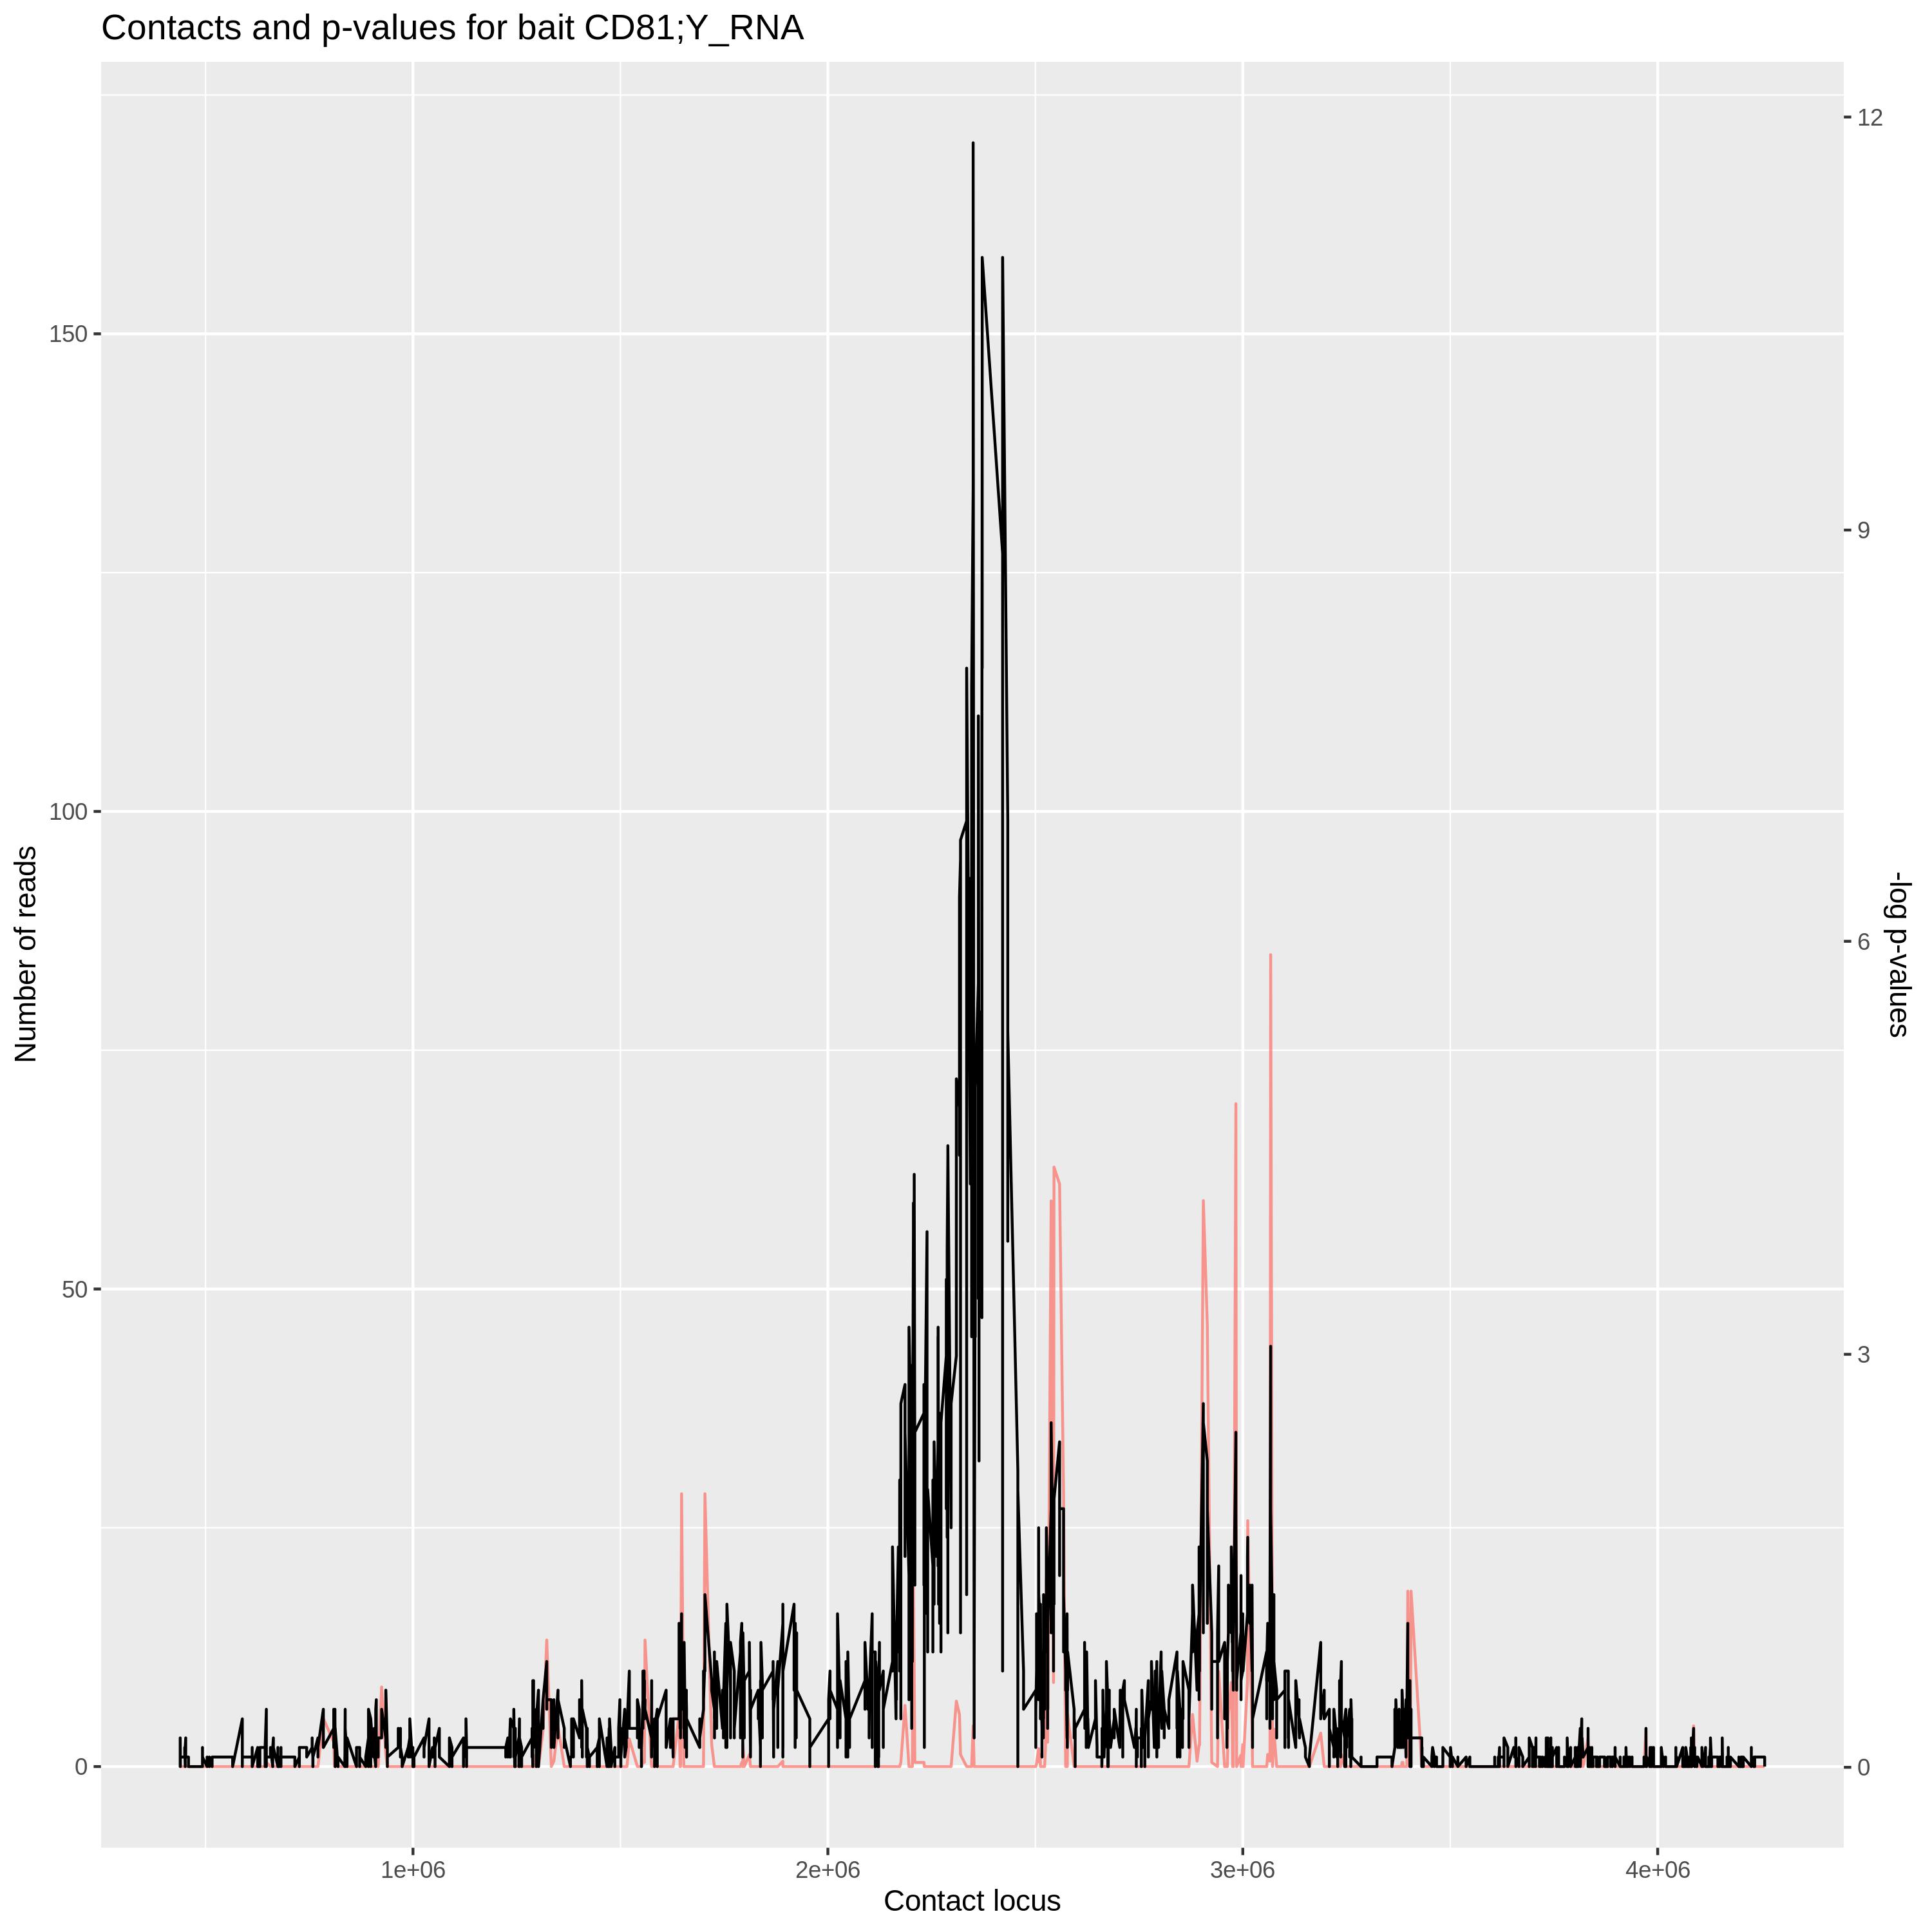 Contacts and p-values for bait CD81;Y_RNA
Number of reads
150
100
50
0
12
9
6
3
0
-log p-values
1e+06
2e+06
3e+06
4e+06
Contact locus